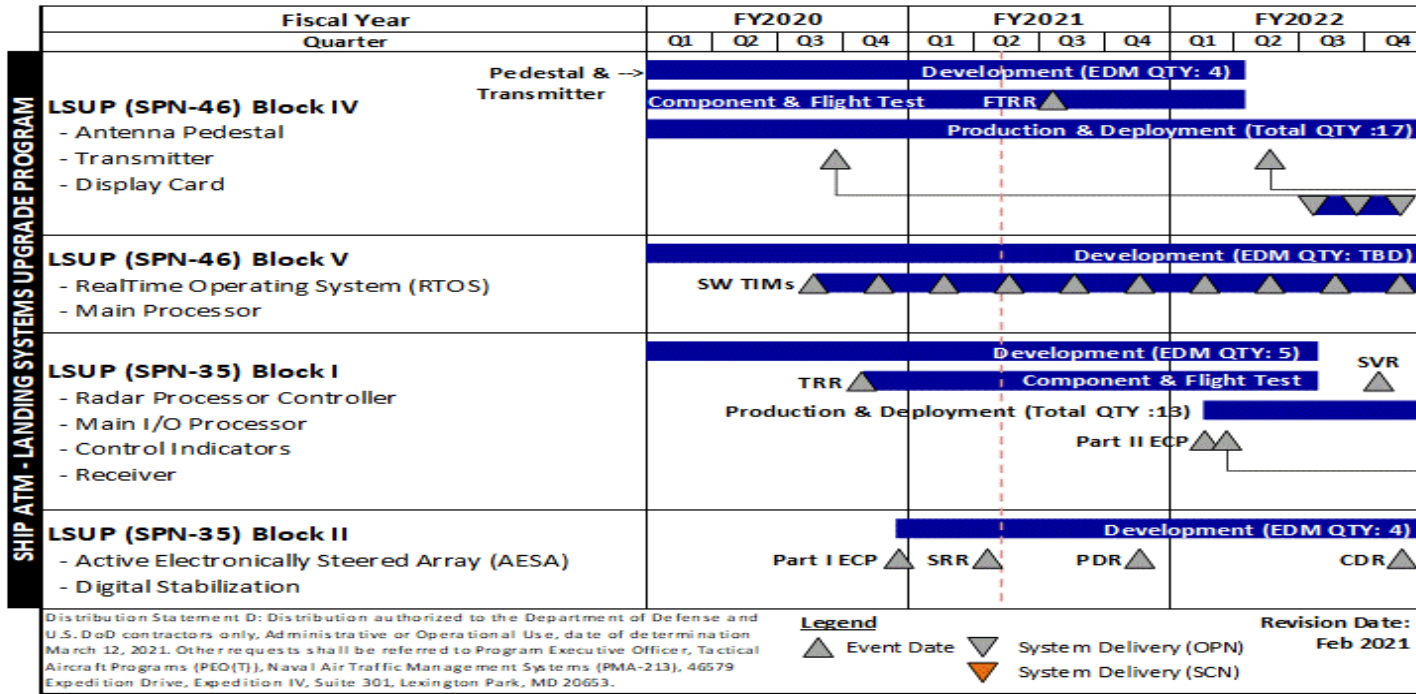 Fiscal Year FY2020 FY2021 FY2022
Quarter Q1 Q2 Q3 Q4 Q1 Q2 Q3 Q4 Q1 Q2 Q3 Q4
SHIP ATM - LANDING SYSTEMS UPGRADE PROGRAM
Pedestal & -->
Transmitter
Development (EDM QTY: 4)
LSUP (SPN-46) Block IV
Component & Flight Test FTRR
- Antenna Pedestal
Production & Deployment (Total QTY :17)
- Transmitter
- Display Card
LSUP (SPN-46) Block V
Development (EDM QTY: TBD)
- RealTime Operating System (RTOS)
SW TIMs
- Main Processor
Development (EDM QTY: 5)
LSUP (SPN-35) Block I
SVR
TRR Component & Flight Test
- Radar Processor Controller
Production & Deployment (Total QTY :13)
- Main I/O Processor
Part II ECP
- Control Indicators
- Receiver
LSUP (SPN-35) Block II
Development (EDM QTY: 4)
- Active Electronically Steered Array (AESA)
Part I ECP SRR PDR CDR
- Digital Stabilization
Distribution Statement D: Distribution authorized to the Department of Defense and
U.S. DoD contractors only, Administrative or Operational Use, date of determination
March 12, 2021. Other requests shall be referred to Program Executive Officer, Tactical
Aircraft Programs (PEO(T)), Naval Air Traffic Management Systems (PMA-213), 46579
Expedition Drive, Expedition IV, Suite 301, Lexington Park, MD 20653.
Legend
Event Date System Delivery (OPN)
System Delivery (SCN)
Revision Date:
Feb 2021